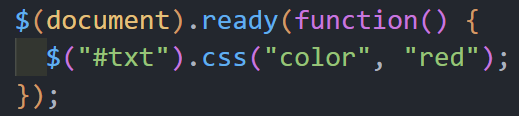 $(document).ready(function() {
  $("#txt").css("color", "red");
});